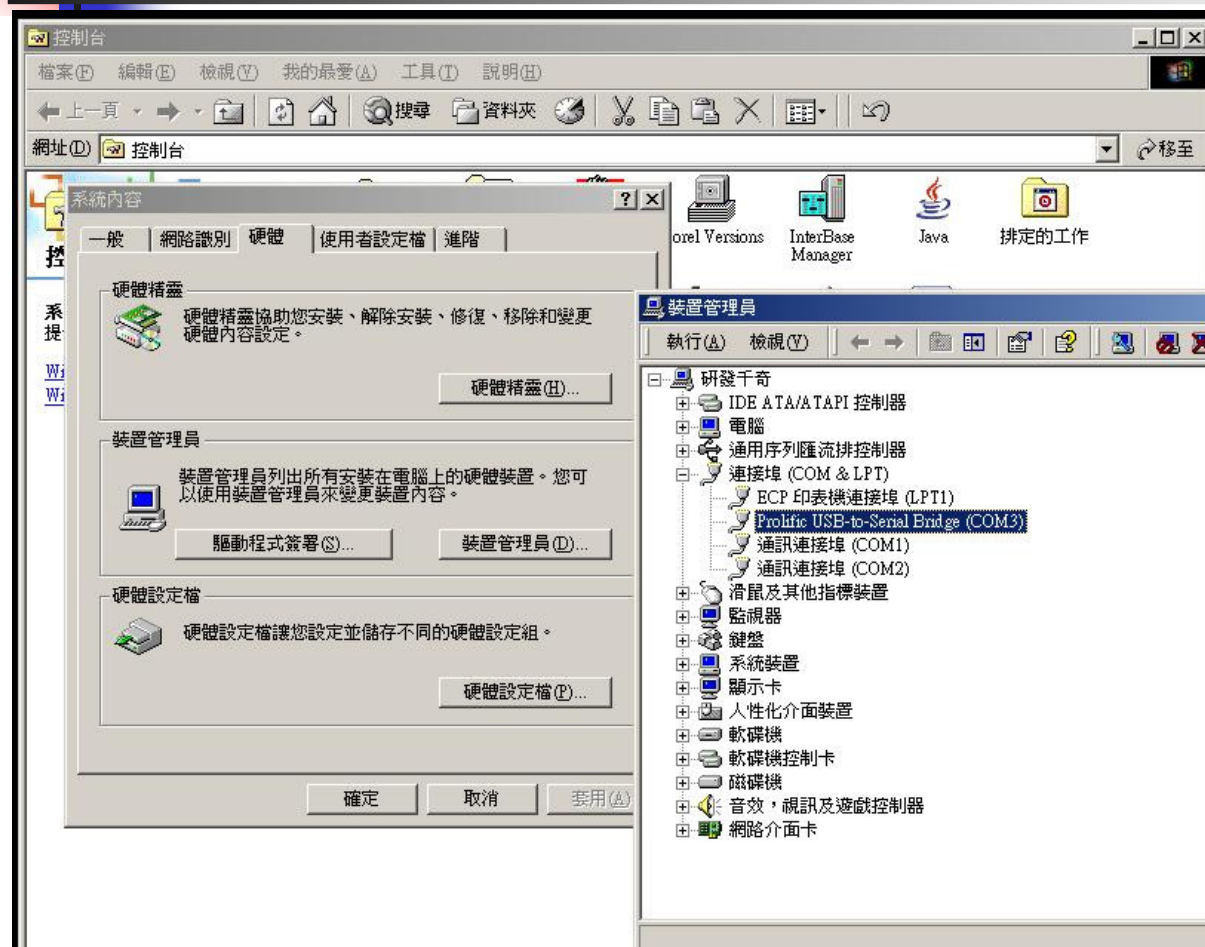 控制台
檔案(F) 編輯(E) 檢視(V) 我的最愛(A) 工具(T) 說明(H)
上一頁 搜尋 資料夾
網址(D) 控制台 移至
系統內容
一般 網路識別 硬體 使用者設定檔 進階
硬體精靈
硬體精靈協助您安裝、解除安裝、修復、移除和變更
硬體內容設定。
硬體精靈(H)...
裝置管理員
裝置管理員列出所有安裝在電腦上的硬體裝置。您可
以使用裝置管理員來變更裝置內容。
驅動程式簽署(S)... 裝置管理員(D)...
硬體設定檔
硬體設定檔讓您設定並儲存不同的硬體設定組。
硬體設定檔(P)...
確定 取消 套用(A)
控
系
提
Wi
Wi
orel Versions
InterBase
Manager
Java
排定的工作
裝置管理員
執行(A) 檢視(V)
研發千奇
IDE ATA/ATAPI 控制器
電腦
通用序列匯流排控制器
連接埠 (COM & LPT)
ECP 印表機連接埠 (LPT1)
Prolific USB-to-Serial Bridge (COM3)
通訊連接埠 (COM1)
通訊連接埠 (COM2)
滑鼠及其他指標裝置
監視器
鍵盤
系統裝置
顯示卡
人性化介面裝置
軟碟機
軟碟機控制卡
磁碟機
音效，視訊及遊戲控制器
網路介面卡